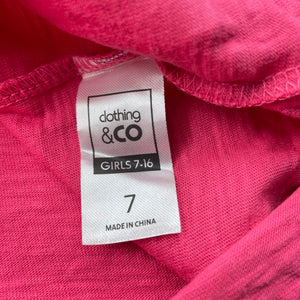 clothing
&CO
GIRLS 7-16
7
MADE IN CHINA